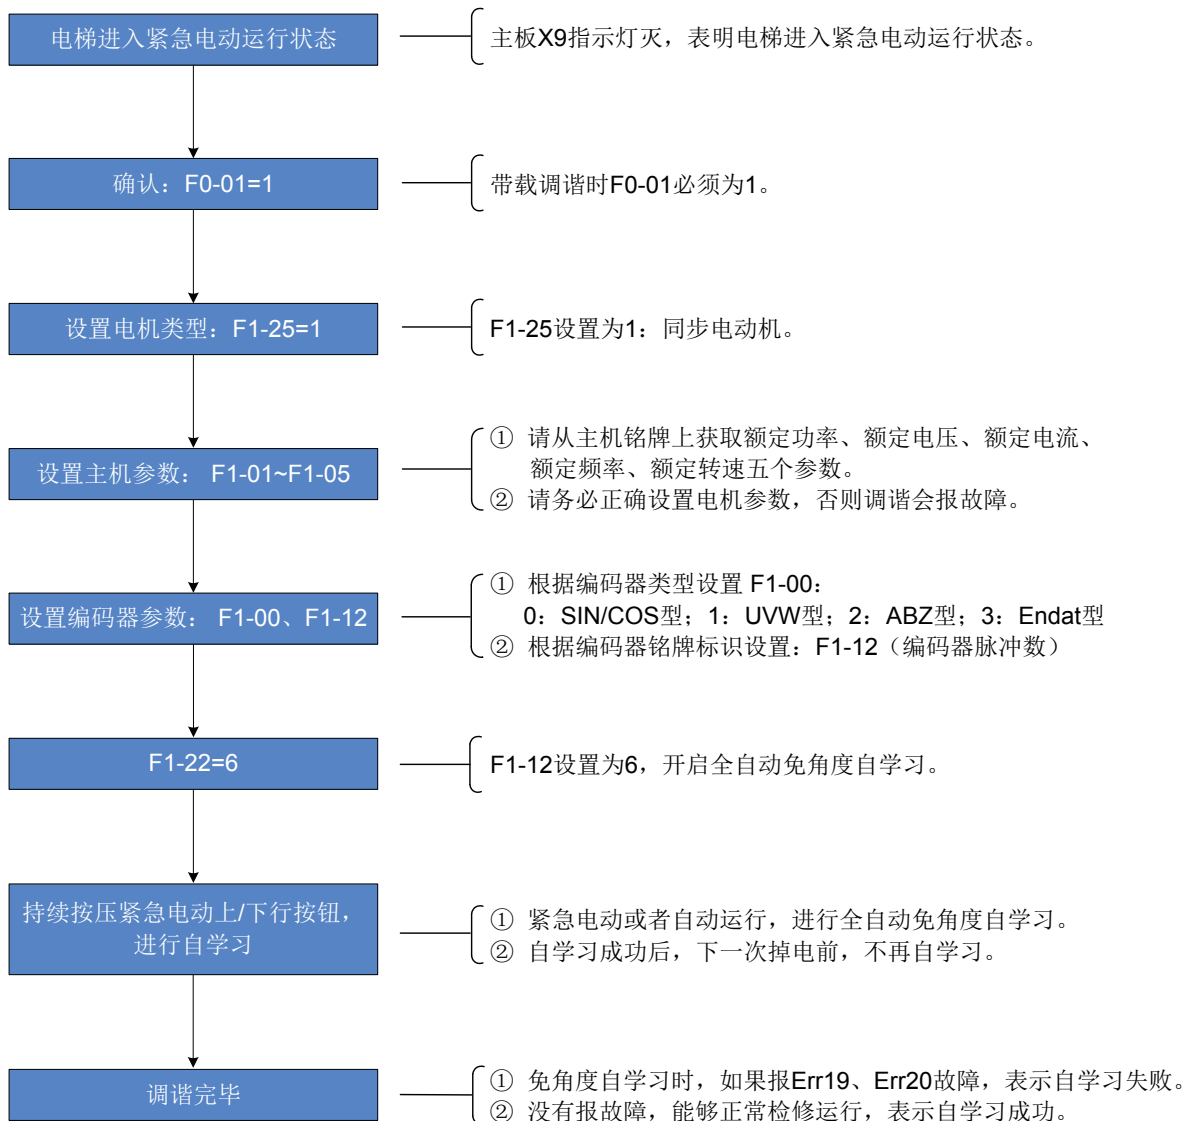 电梯进入紧急电动运行状态
主板X9指示灯灭，表明电梯进入紧急电动运行状态。
确认：F0-01=1
带载调谐时F0-01必须为1。
设置电机类型：F1-25=1
F1-25设置为1：同步电动机。
设置主机参数： F1-01~F1-05
① 请从主机铭牌上获取额定功率、额定电压、额定电流、
额定频率、额定转速五个参数。
② 请务必正确设置电机参数，否则调谐会报故障。
设置编码器参数： F1-00、F1-12
① 根据编码器类型设置 F1-00：
0：SIN/COS型；1：UVW型；2：ABZ型；3：Endat型
② 根据编码器铭牌标识设置：F1-12（编码器脉冲数）
F1-22=6
F1-12设置为6，开启全自动免角度自学习。
持续按压紧急电动上/下行按钮，
进行自学习
① 紧急电动或者自动运行，进行全自动免角度自学习。
② 自学习成功后，下一次掉电前，不再自学习。
调谐完毕
① 免角度自学习时，如果报Err19、Err20故障，表示自学习失败。
② 没有报故障，能够正常检修运行，表示自学习成功。